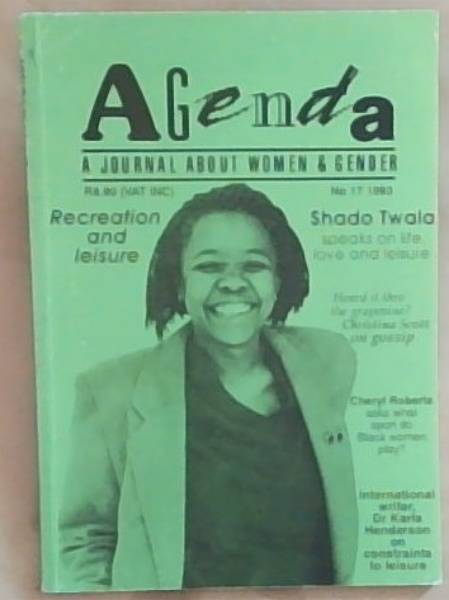 AGenda
A JOURNAL ABOUT WOMEN & GENDER
R8.80 (VAT INC)
No 17 1993
Recreation
and
leisure
Shado Twala
speaks on life,
love and leisure
Heard it thro
the grapevine?
Christina Scott
on gossip
Cheryl Roberts
asks what
sport do
Black women
play?
International
writer,
Dr Karla
Henderson
on
constraints
to leisure